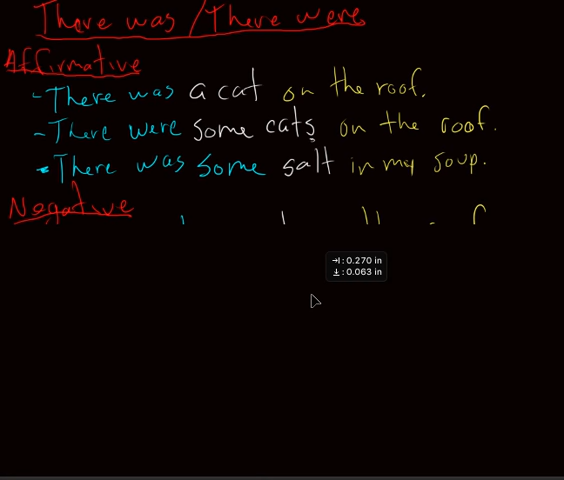 There was / There were
Affirmative
- There was a cat on the roof.
- There were some cats on the roof.
- There was some salt in my soup.
Negative
→I: 0.270 in
⤓: 0.063 in